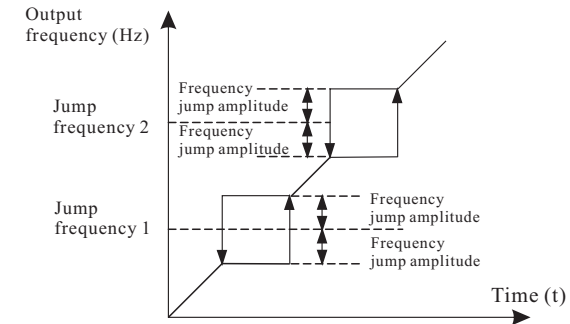 Output
frequency (Hz)
Frequency
jump amplitude
Jump
frequency 2
Frequency
jump amplitude
Jump
frequency 1
Frequency
jump amplitude
Frequency
jump amplitude
Time (t)